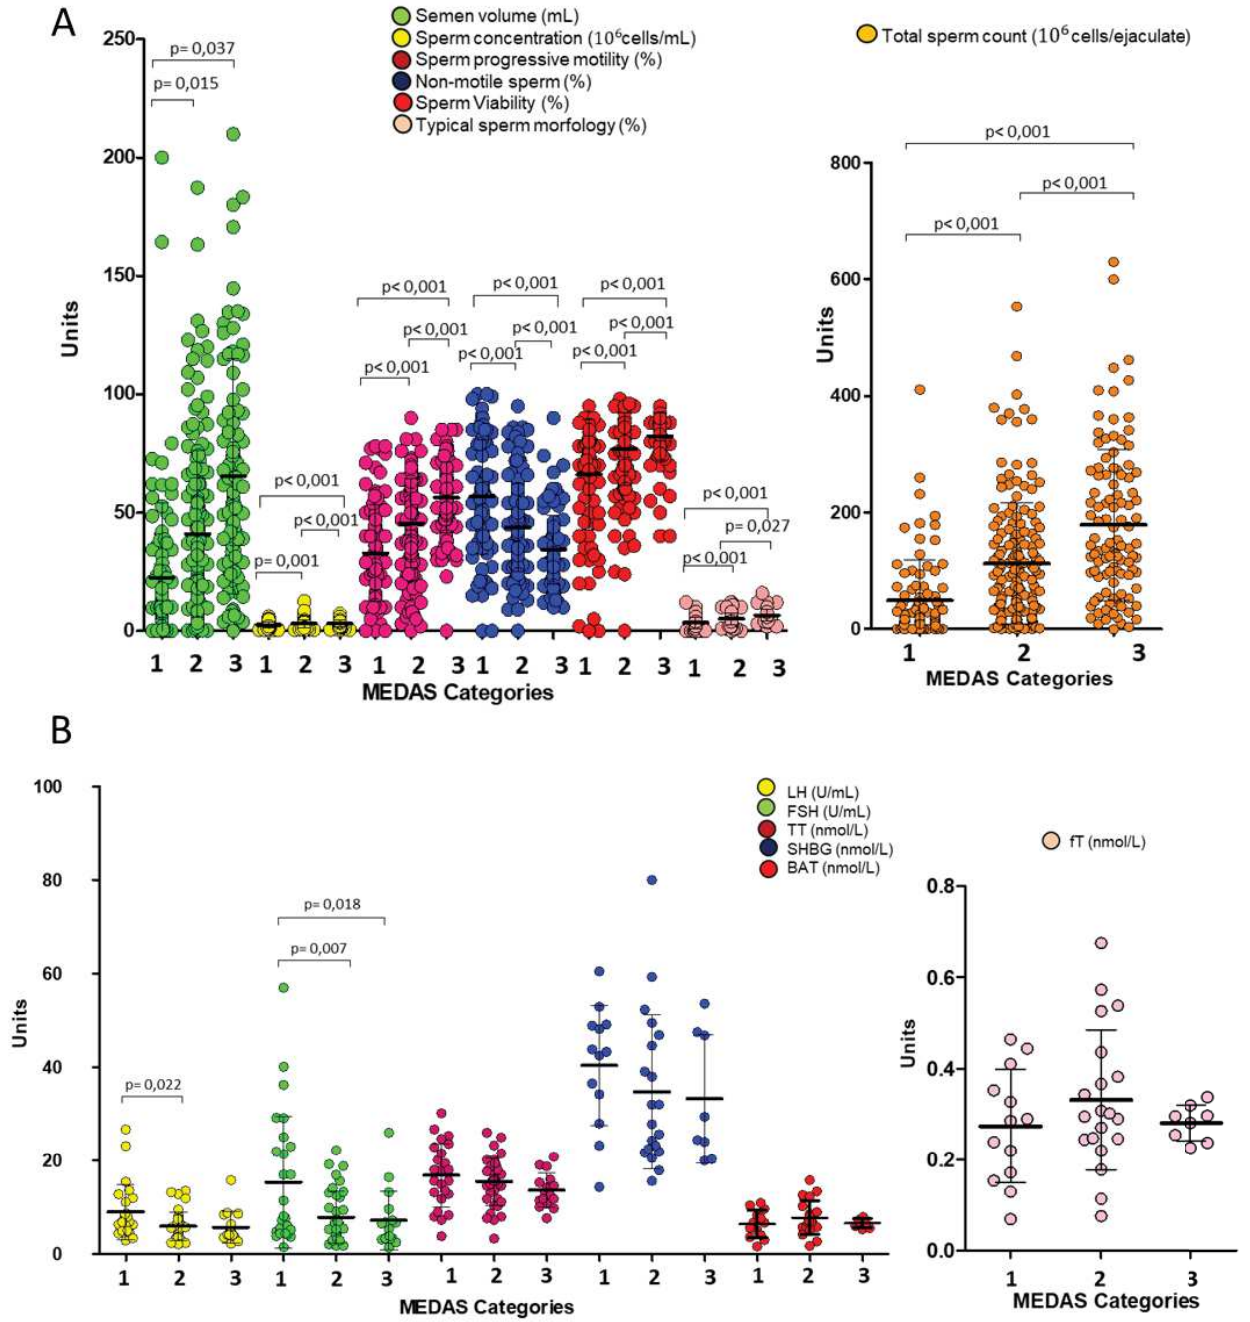 A
Semen volume (mL)
Sperm concentration (10⁶cells/mL)
Sperm progressive motility (%)
Non-motile sperm (%)
Sperm Viability (%)
Typical sperm morfology (%)
Total sperm count (10⁶ cells/ejaculate)
250
200
150
100
50
0
Units
p= 0,037
p= 0,015
p< 0,001
p< 0,001
p= 0,001
p< 0,001
p< 0,001
p< 0,001
p< 0,001
p< 0,001
p< 0,001
p< 0,001
p< 0,001
p< 0,001
p< 0,001
p= 0,027
p< 0,001
1 2 3 1 2 3 1 2 3 1 2 3 1 2 3 1 2 3
MEDAS Categories
800
600
400
200
0
Units
p< 0,001
p< 0,001
p< 0,001
1 2 3
MEDAS Categories
B
LH (U/mL)
FSH (U/mL)
TT (nmol/L)
SHBG (nmol/L)
BAT (nmol/L)
fT (nmol/L)
100
80
60
40
20
0
Units
p= 0,022
p= 0,018
p= 0,007
1 2 3 1 2 3 1 2 3 1 2 3 1 2 3
MEDAS Categories
0.8
0.6
0.4
0.2
0.0
Units
1 2 3
MEDAS Categories